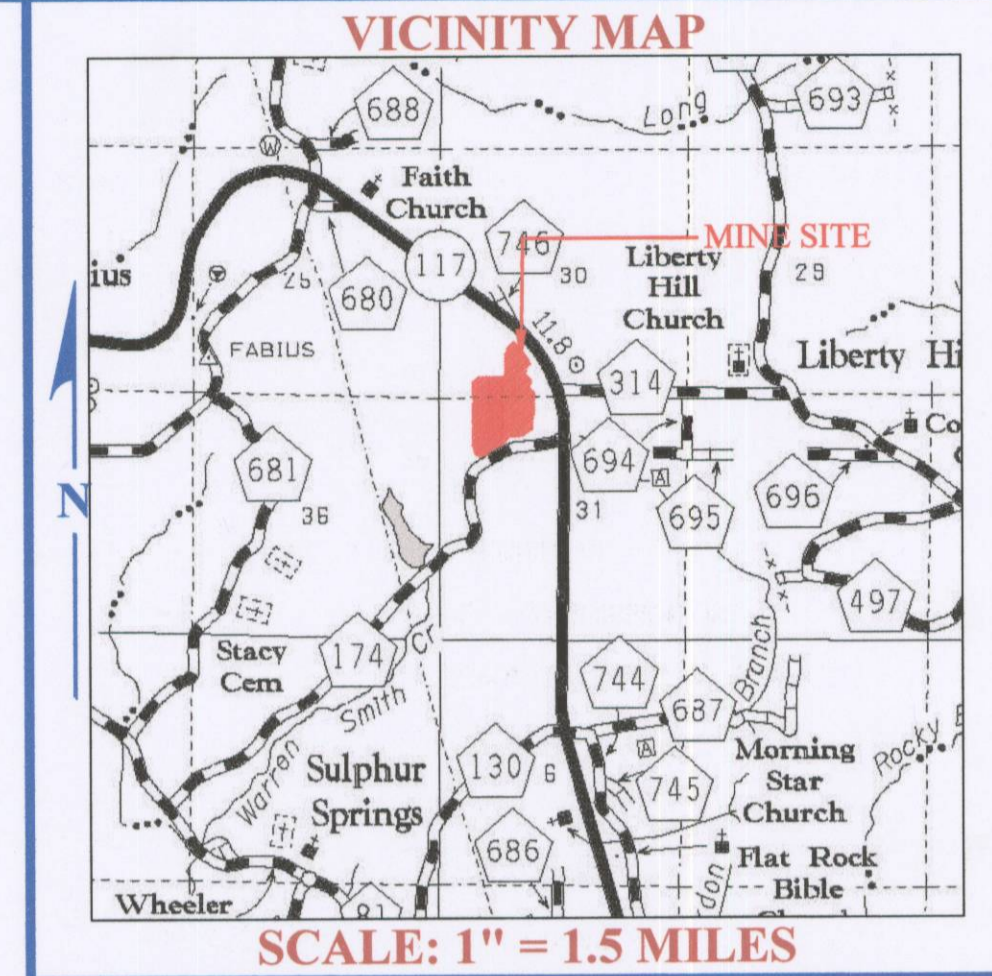 VICINITY MAP
688
Long
693
W
Faith
Church
746
MINE SITE
117
30
Liberty
Hill
Church
29
ius
25
680
11.8
FABIUS
Liberty Hi
314
Co
681
694
A
695
696
36
31
N
497
Stacy
Cem
174
Cr
Smith
Warren
Branch
744
687
Sulphur
Springs
130
6
A
745
Morning
Star
Church
Rocky
686
Flat Rock
Bible
don
Wheeler
81
SCALE: 1" = 1.5 MILES